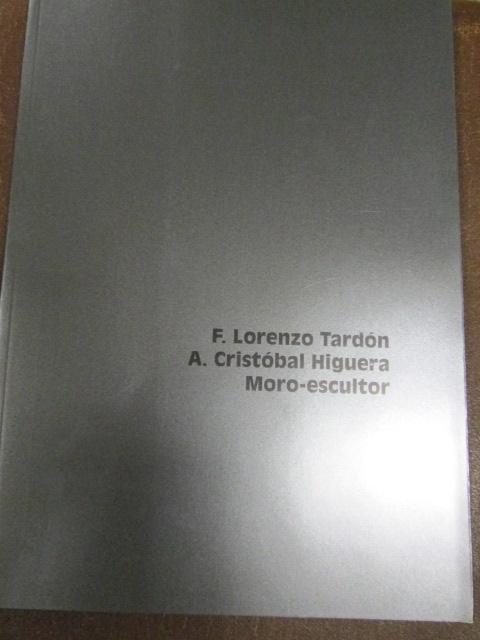 F. Lorenzo Tardón
A. Cristóbal Higuera
Moro-escultor